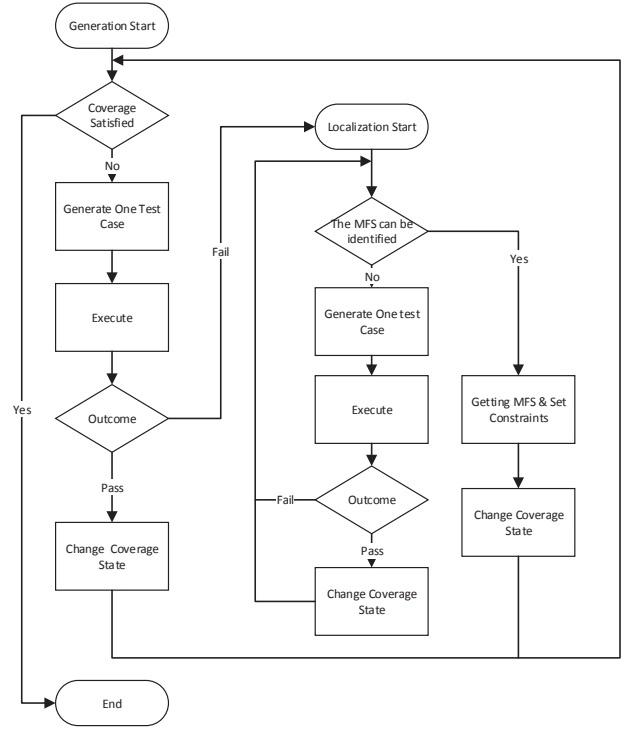 Generation Start
Coverage
Satisfied
No
Generate One Test
Case
Execute
Outcome
Pass
Change Coverage
State
Yes
End
Fail
Localization Start
The MFS can be
identified
No
Generate One test
Case
Execute
Outcome
Fail
Pass
Change Coverage
State
Yes
Getting MFS & Set
Constraints
Change Coverage
State